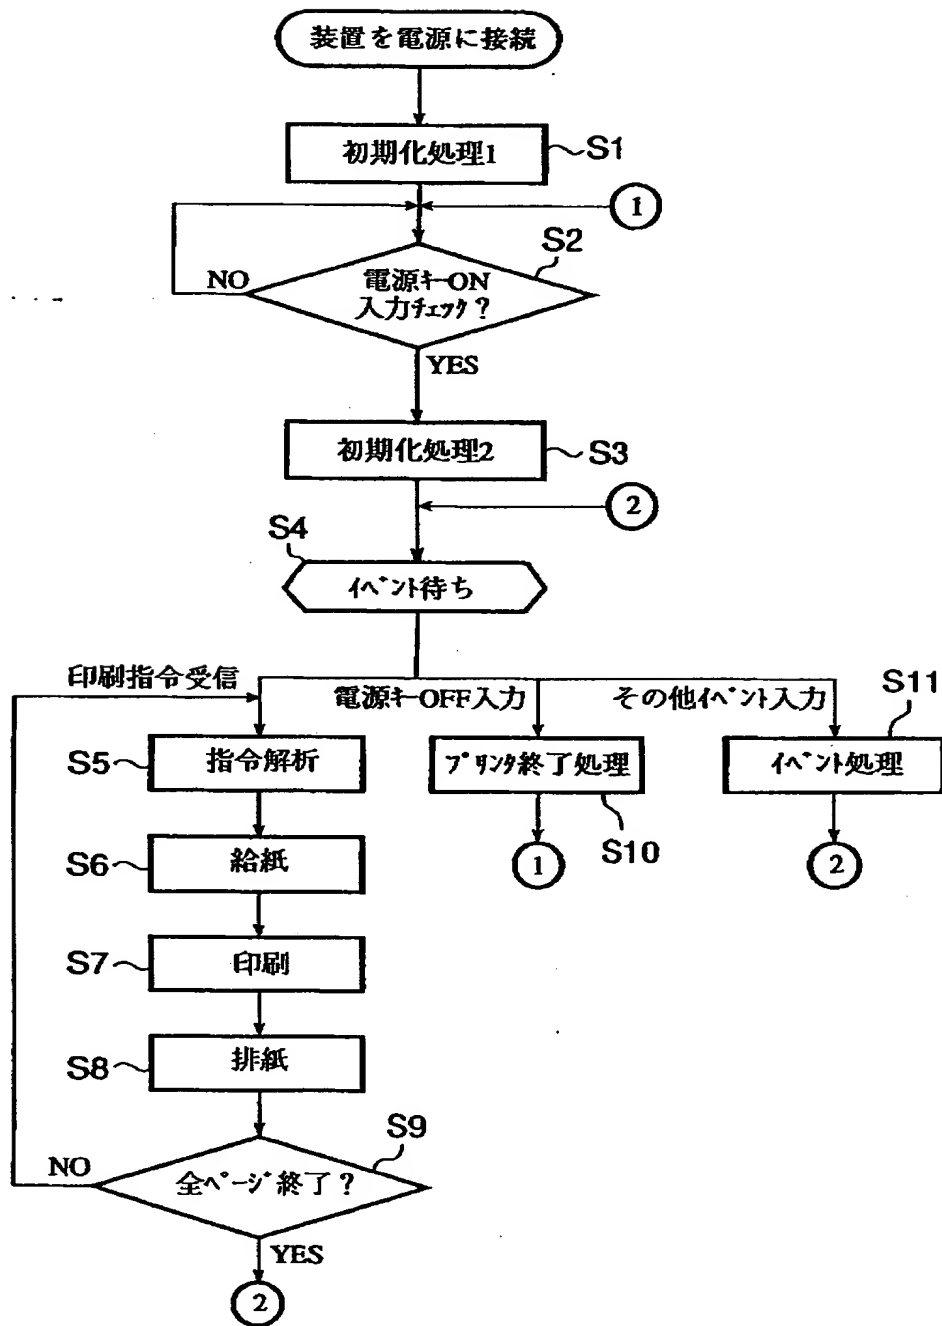 装置を電源に接続
初期化処理1
S1
1
S2
NO
電源キーON
入力チェック?
YES
初期化処理2
S3
2
S4
イベント待ち
印刷指令受信
電源キーOFF入力
その他イベント入力
S11
S5
指令解析
プリンタ終了処理
イベント処理
S10
S6
給紙
1
2
S7
印刷
S8
排紙
S9
NO
全ページ終了?
YES
2